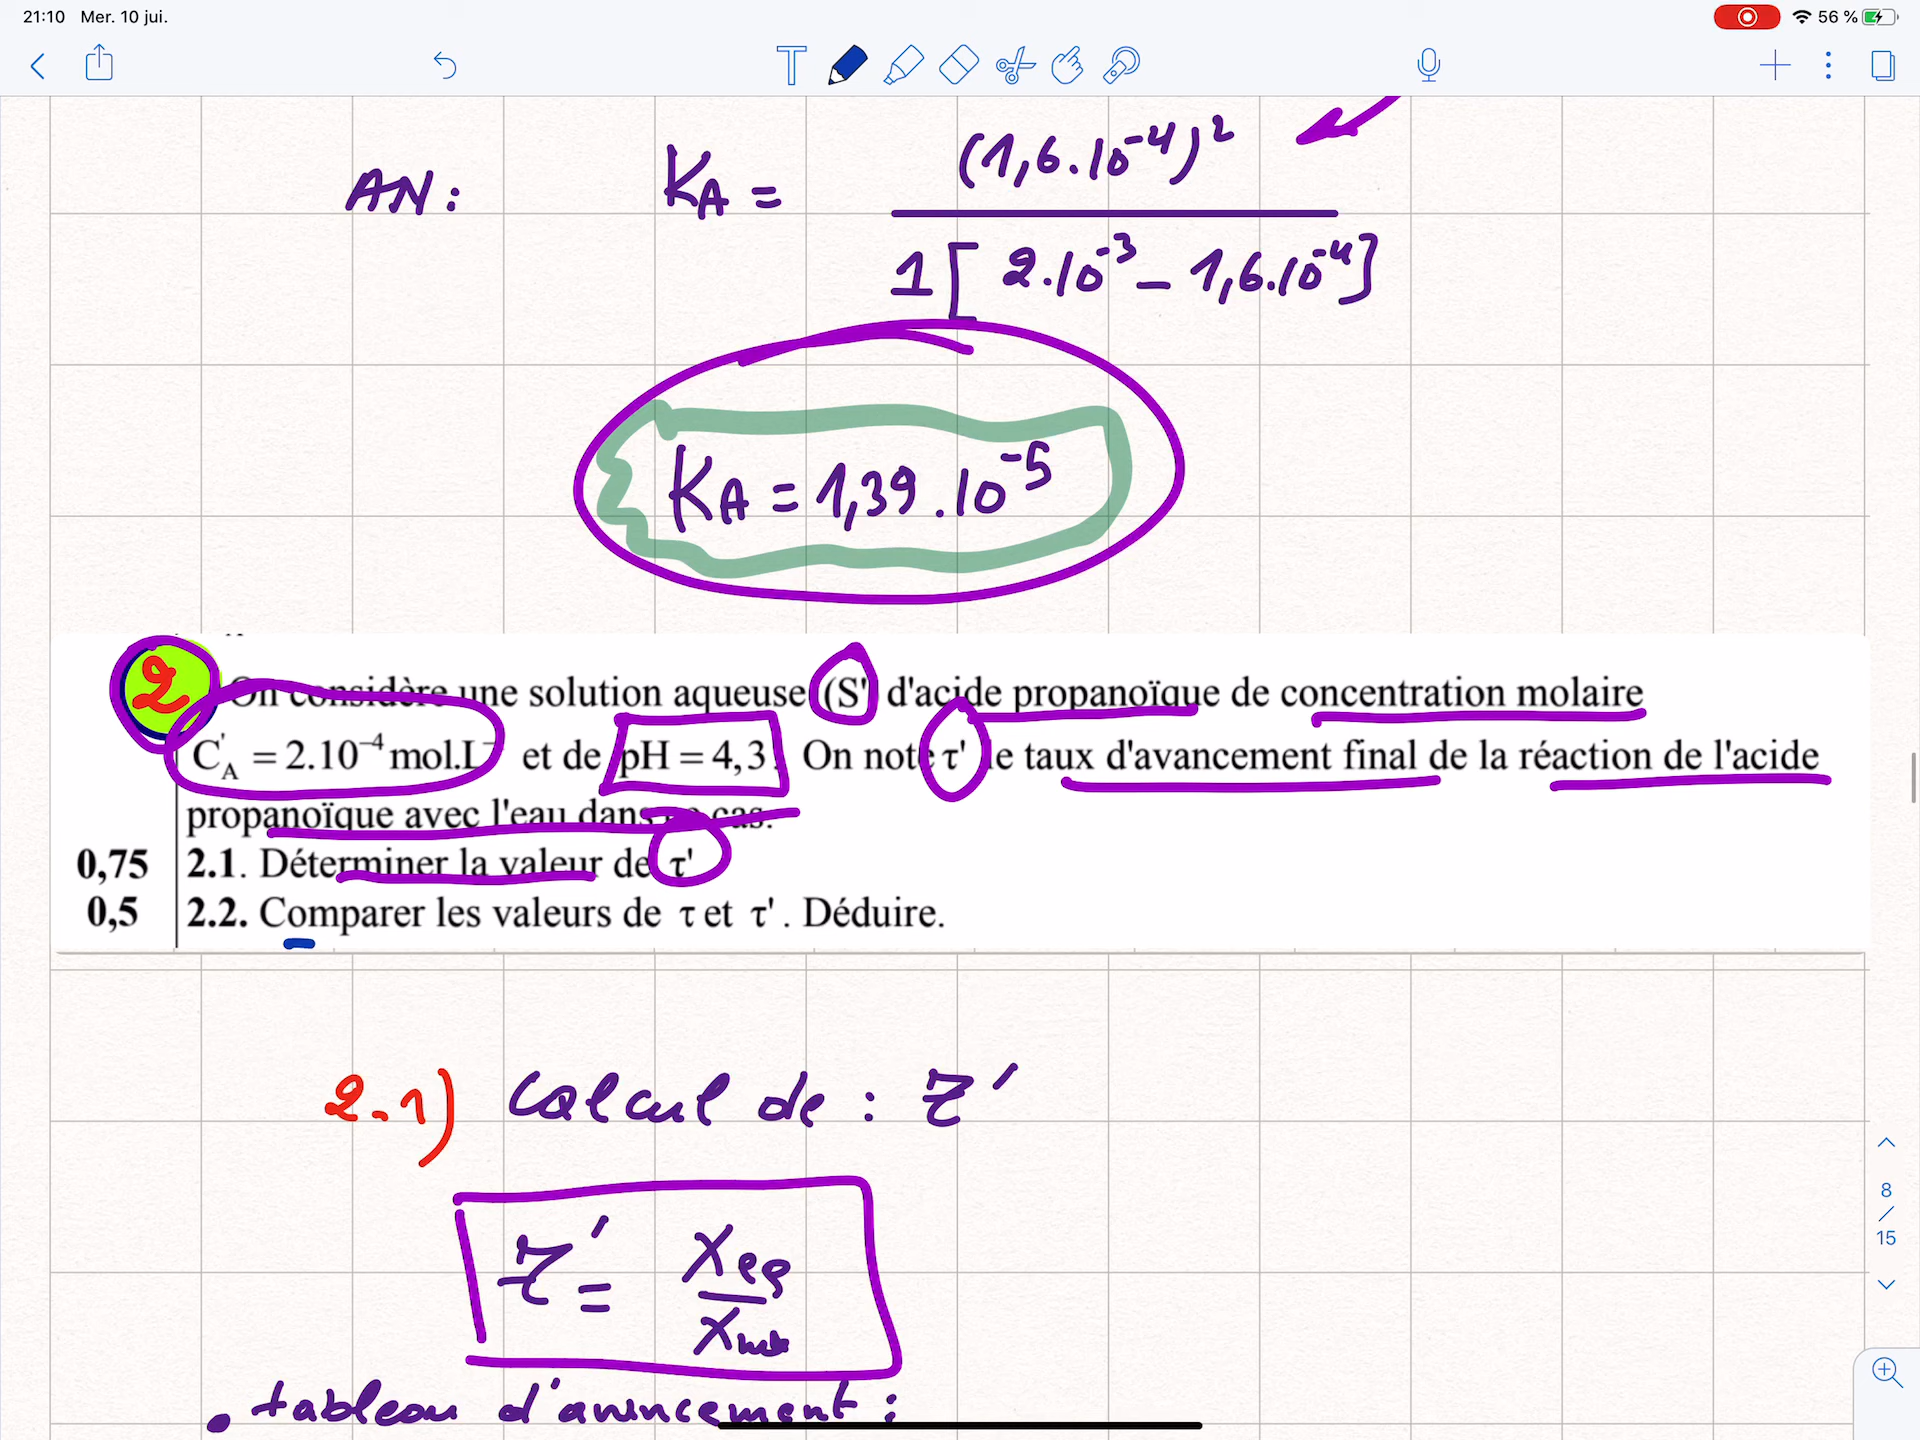 21:10 Mer. 10 jui.
56 %
AN : KA = (1,6.10⁻⁴)²
1[ 2.10⁻³ – 1,6.10⁻⁴]
KA = 1,39.10⁻⁵
2 On considère une solution aqueuse (S') d'acide propanoïque de concentration molaire
C'A = 2.10⁻⁴ mol.L⁻ et de pH = 4,3. On note τ' le taux d'avancement final de la réaction de l'acide
propanoïque avec l'eau dans ce cas.
0,75 2.1. Déterminer la valeur de τ'
0,5 2.2. Comparer les valeurs de τ et τ'. Déduire.
2.1) Calcul de : τ'
τ' = xéq
xmax
• tableau d'avancement :
8
/
15